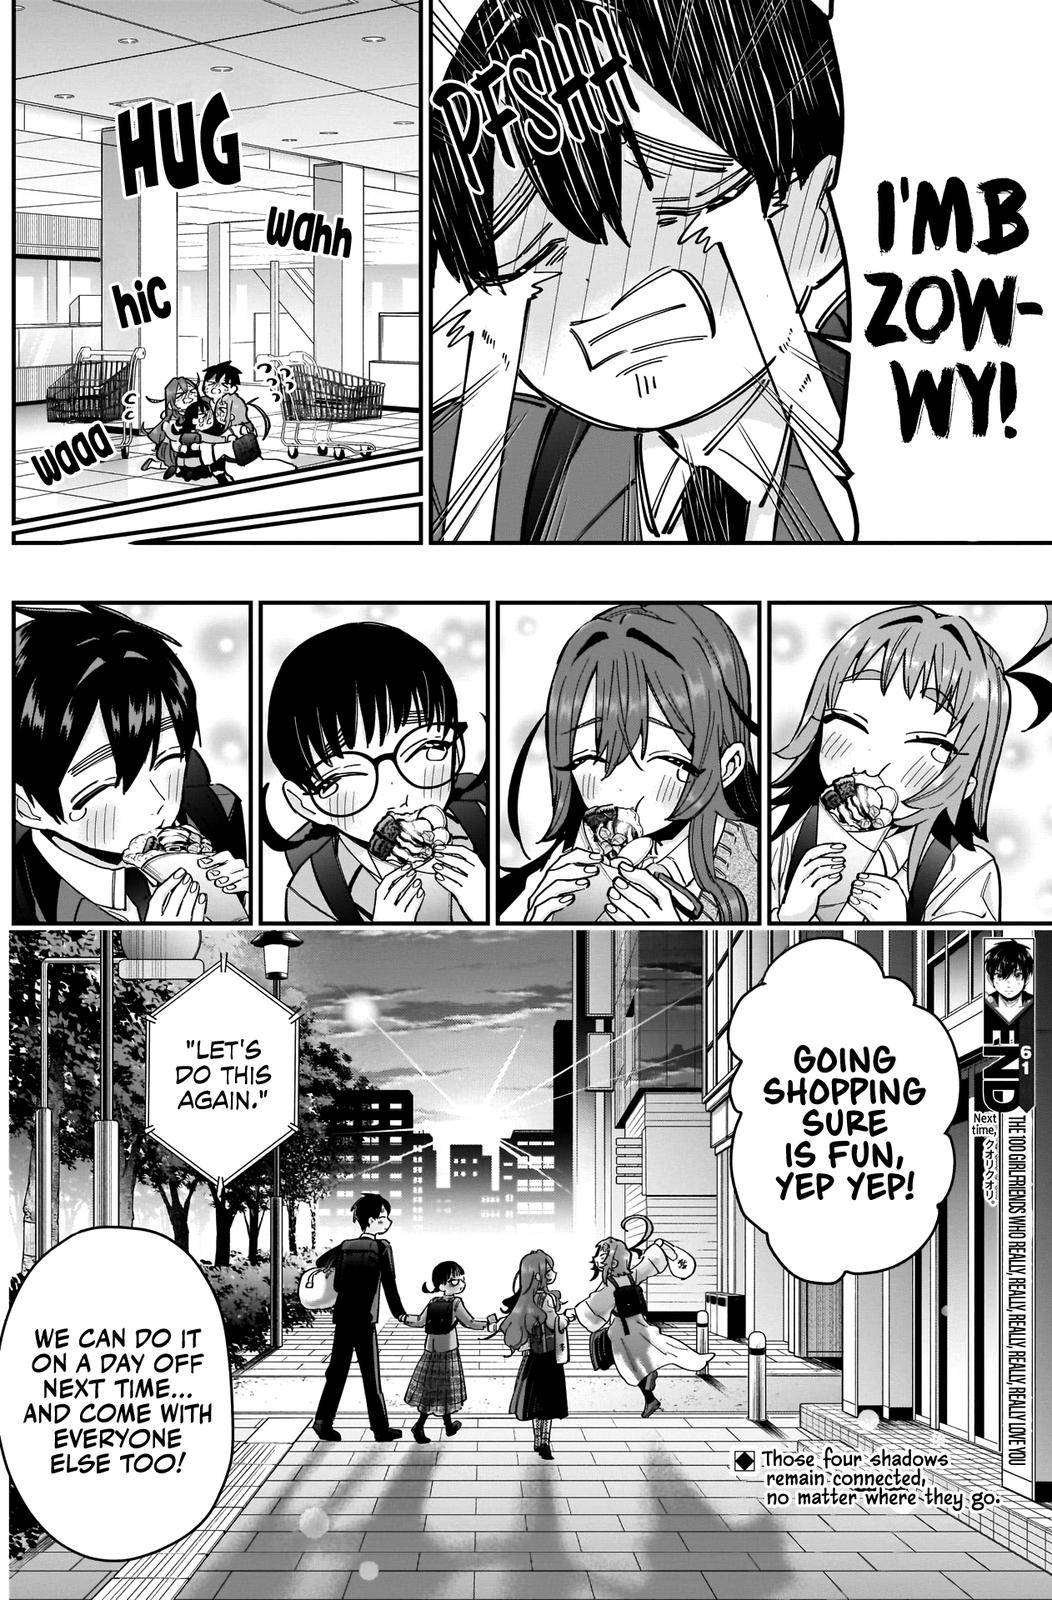 PFSHH
I'MB
ZOW-
WY!
HUG
wahh
hic
waaa
GOING
SHOPPING
SURE
IS FUN,
YEP YEP!
"LET'S
DO THIS
AGAIN."
WE CAN DO IT
ON A DAY OFF
NEXT TIME...
AND COME WITH
EVERYONE
ELSE TOO!
◆ Those four shadows
remain connected,
no matter where they go.
61
END
Next
time,
クオリクオリ。
THE 100 GIRLFRIENDS WHO REALLY, REALLY, REALLY, REALLY, REALLY LOVE YOU